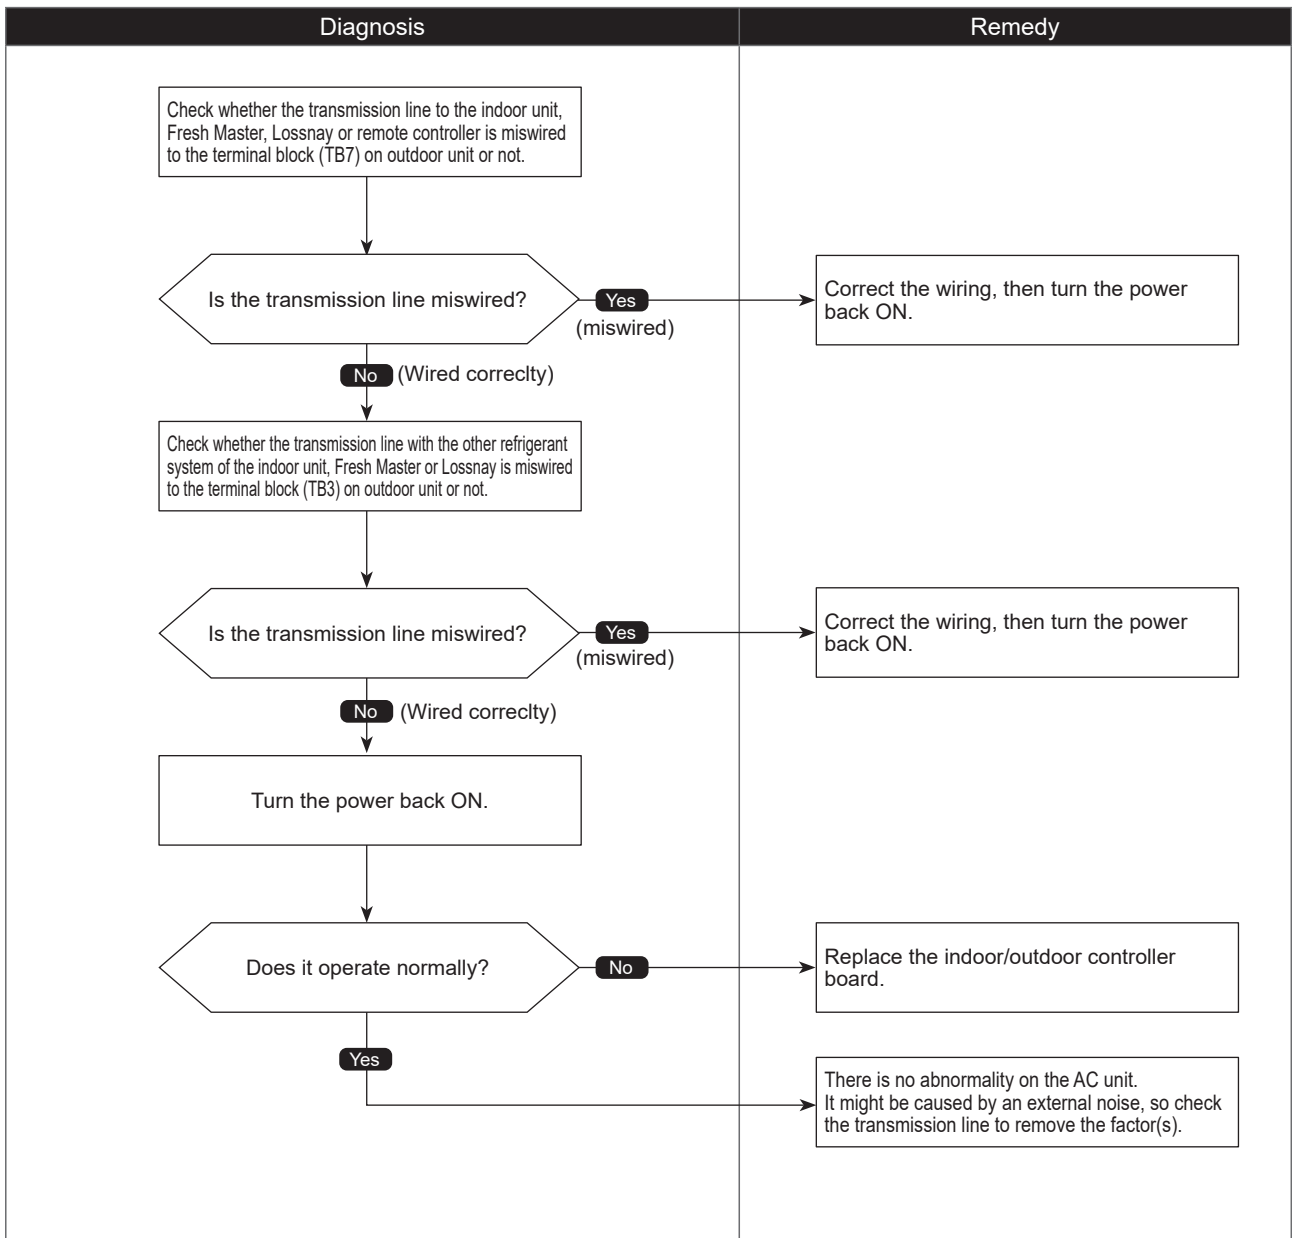 Diagnosis
Remedy
Check whether the transmission line to the indoor unit,
Fresh Master, Lossnay or remote controller is miswired
to the terminal block (TB7) on outdoor unit or not.
Is the transmission line miswired?
Yes
(miswired)
Correct the wiring, then turn the power
back ON.
No (Wired correclty)
Check whether the transmission line with the other refrigerant
system of the indoor unit, Fresh Master or Lossnay is miswired
to the terminal block (TB3) on outdoor unit or not.
Is the transmission line miswired?
Yes
(miswired)
Correct the wiring, then turn the power
back ON.
No (Wired correclty)
Turn the power back ON.
Does it operate normally?
No
Replace the indoor/outdoor controller
board.
Yes
There is no abnormality on the AC unit.
It might be caused by an external noise, so check
the transmission line to remove the factor(s).